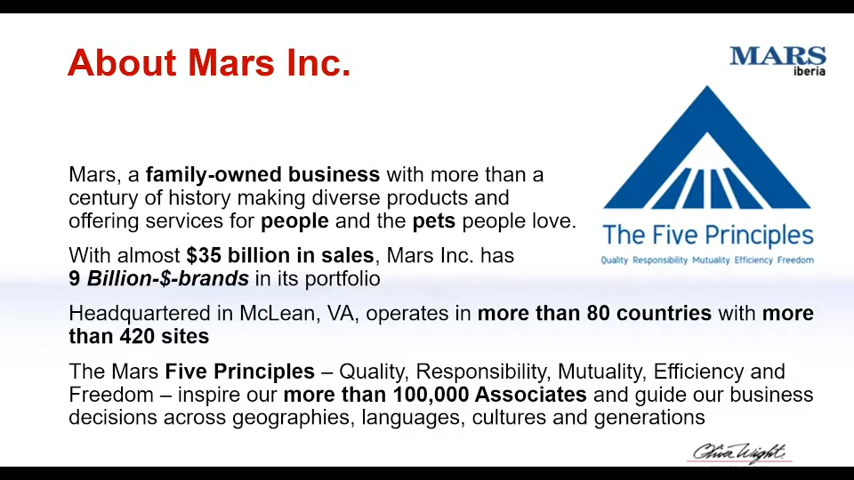 About Mars Inc.
MARS
iberia
Mars, a family-owned business with more than a
century of history making diverse products and
offering services for people and the pets people love.
The Five Principles
Quality Responsibility Mutuality Efficiency Freedom
With almost $35 billion in sales, Mars Inc. has
9 Billion-$-brands in its portfolio
Headquartered in McLean, VA, operates in more than 80 countries with more
than 420 sites
The Mars Five Principles – Quality, Responsibility, Mutuality, Efficiency and
Freedom – inspire our more than 100,000 Associates and guide our business
decisions across geographies, languages, cultures and generations
Oliver Wight